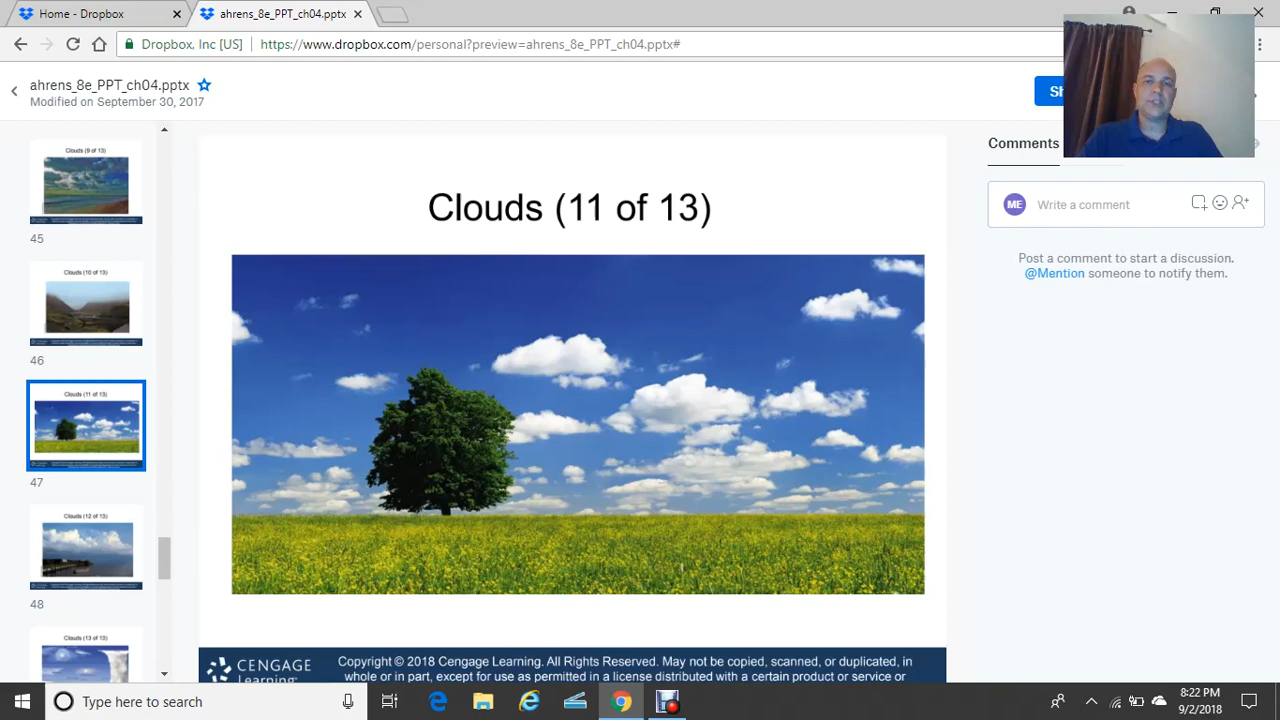 Home - Dropbox
ahrens_8e_PPT_ch04.pptx
Dropbox, Inc [US]
https://www.dropbox.com/personal?preview=ahrens_8e_PPT_ch04.pptx#
ahrens_8e_PPT_ch04.pptx
Modified on September 30, 2017
Clouds (9 of 13)
45
Clouds (10 of 13)
46
Clouds (11 of 13)
47
Clouds (12 of 13)
48
Clouds (13 of 13)
Clouds (11 of 13)
CENGAGE
Learning
Copyright © 2018 Cengage Learning. All Rights Reserved. May not be copied, scanned, or duplicated, in
whole or in part, except for use as permitted in a license distributed with a certain product or service or
Comments
ME
Write a comment
Post a comment to start a discussion.
@Mention someone to notify them.
Type here to search
8:22 PM
9/2/2018